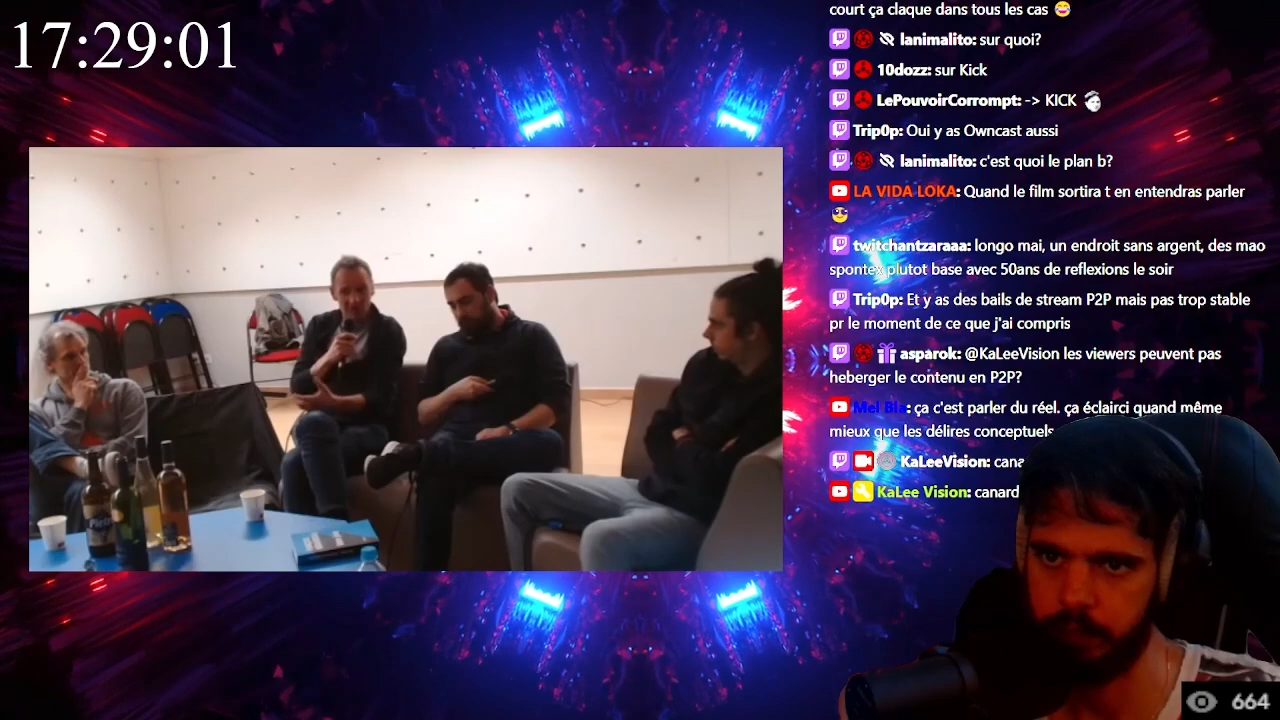 17:29:01
court ça claque dans tous les cas 😂
lanimalito: sur quoi?
10dozz: sur Kick
LePouvoirCorrompt: -> KICK
Trip0p: Oui y as Owncast aussi
lanimalito: c'est quoi le plan b?
LA VIDA LOKA: Quand le film sortira t en entendras parler
😎
twitchantzaraaa: longo mai, un endroit sans argent, des mao
spontex plutot base avec 50ans de reflexions le soir
Trip0p: Et y as des bails de stream P2P mais pas trop stable
pr le moment de ce que j'ai compris
asparok: @KaLeeVision les viewers peuvent pas
heberger le contenu en P2P?
Mel Bla: ça c'est parler du réel. ça éclairci quand même
mieux que les délires conceptuels
KaLeeVision: cana
KaLee Vision: canard
664